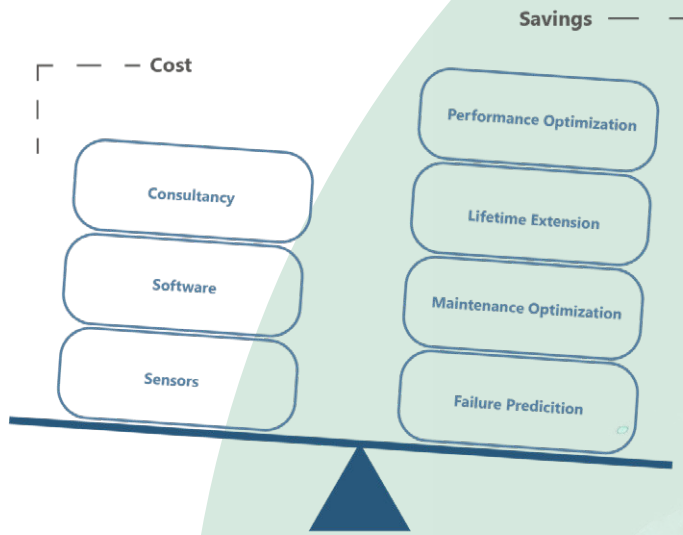 Savings
Cost
Performance Optimization
Consultancy
Lifetime Extension
Software
Maintenance Optimization
Sensors
Failure Predicition